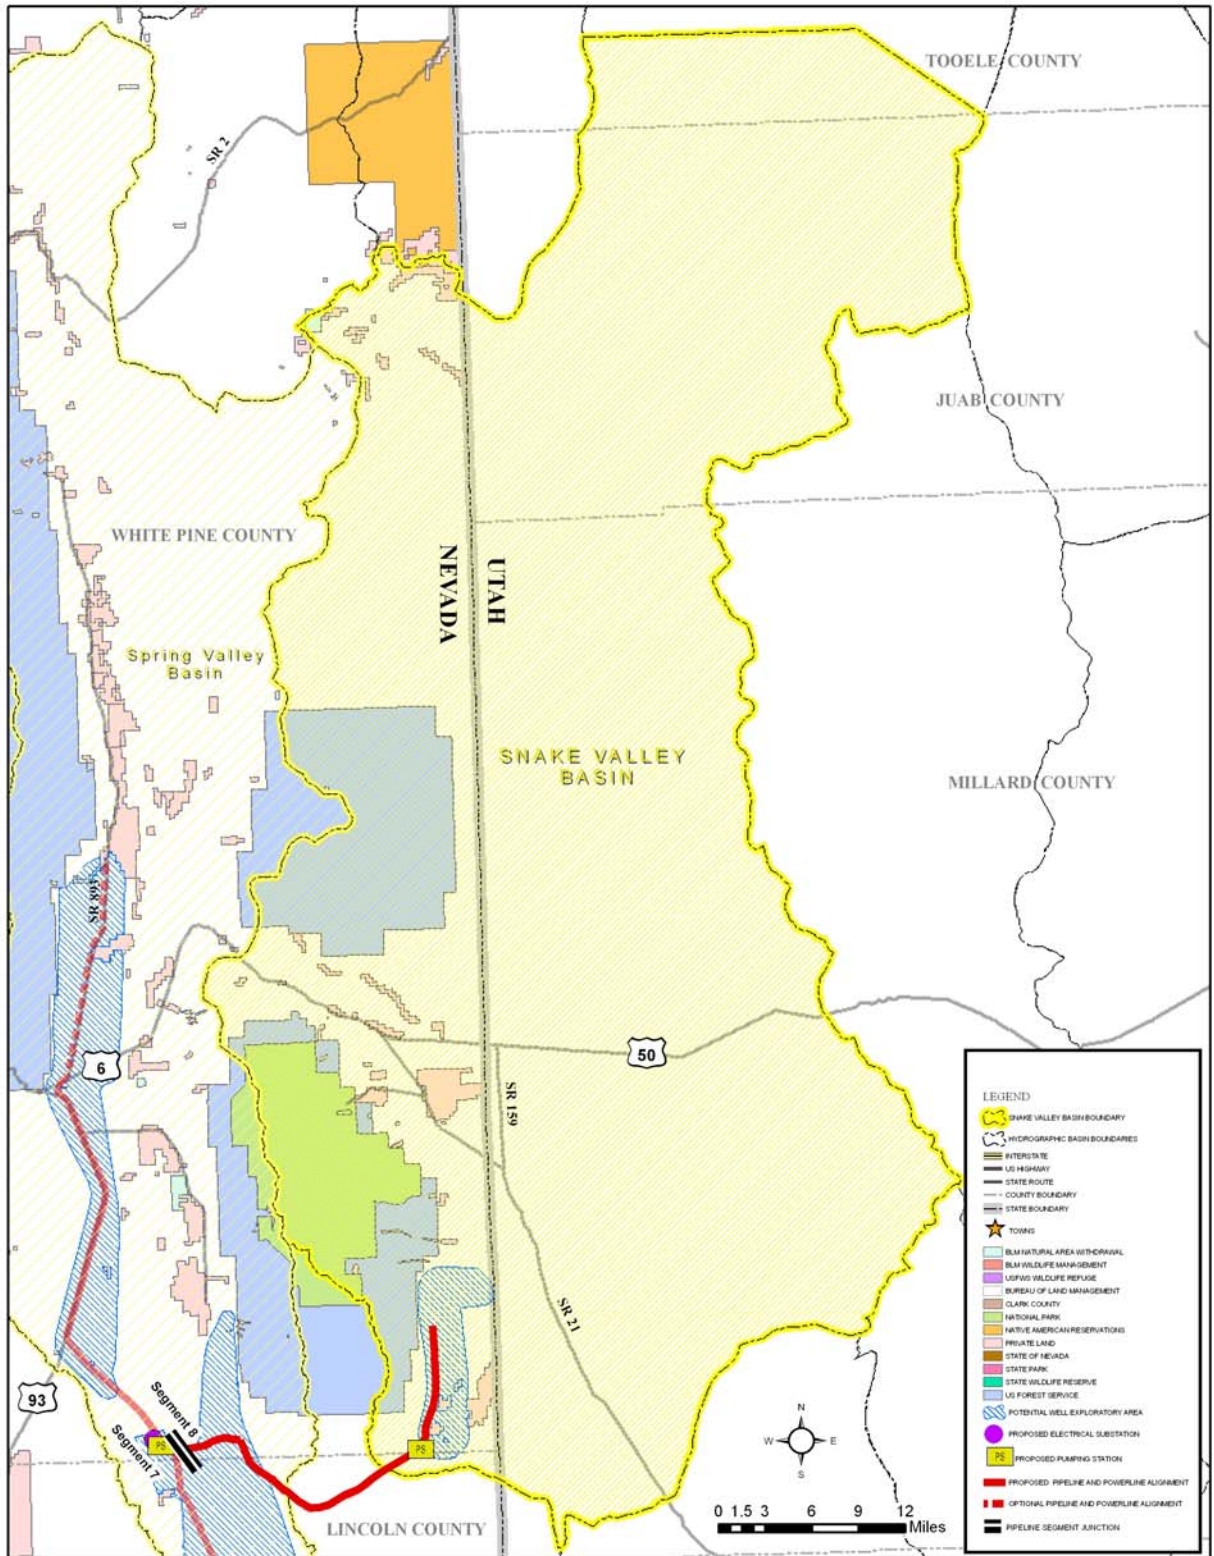 TOOELE COUNTY
SR 2
JUAB COUNTY
WHITE PINE COUNTY
UTAH
NEVADA
Spring Valley
Basin
SNAKE VALLEY
BASIN
MILLARD COUNTY
SR 894
6
50
SR 159
SR 21
93
Segment 8
Segment 7
PS
PS
LINCOLN COUNTY
N
W E
S
0 1.5 3 6 9 12
Miles
LEGEND
SNAKE VALLEY BASIN BOUNDARY
HYDROGRAPHIC BASIN BOUNDARIES
INTERSTATE
US HIGHWAY
STATE ROUTE
COUNTY BOUNDARY
STATE BOUNDARY
TOWNS
BLM NATURAL AREA WITHDRAWAL
BLM WILDLIFE MANAGEMENT
USFWS WILDLIFE REFUGE
BUREAU OF LAND MANAGEMENT
CLARK COUNTY
NATIONAL PARK
NATIVE AMERICAN RESERVATIONS
PRIVATE LAND
STATE OF NEVADA
STATE PARK
STATE WILDLIFE RESERVE
US FOREST SERVICE
POTENTIAL WELL EXPLORATORY AREA
PROPOSED ELECTRICAL SUBSTATION
PS PROPOSED PUMPING STATION
PROPOSED PIPELINE AND POWERLINE ALIGNMENT
OPTIONAL PIPELINE AND POWERLINE ALIGNMENT
PIPELINE SEGMENT JUNCTION